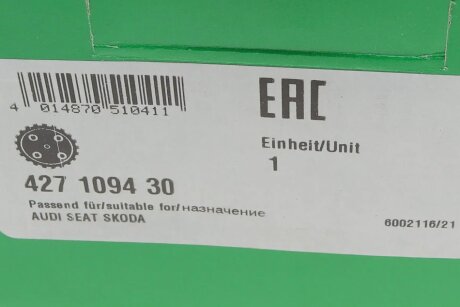 4 014870 510411
EAC
Einheit/Unit
1
427 1094 30
Passend für/suitable for/назначение
AUDI SEAT SKODA
6002116/21